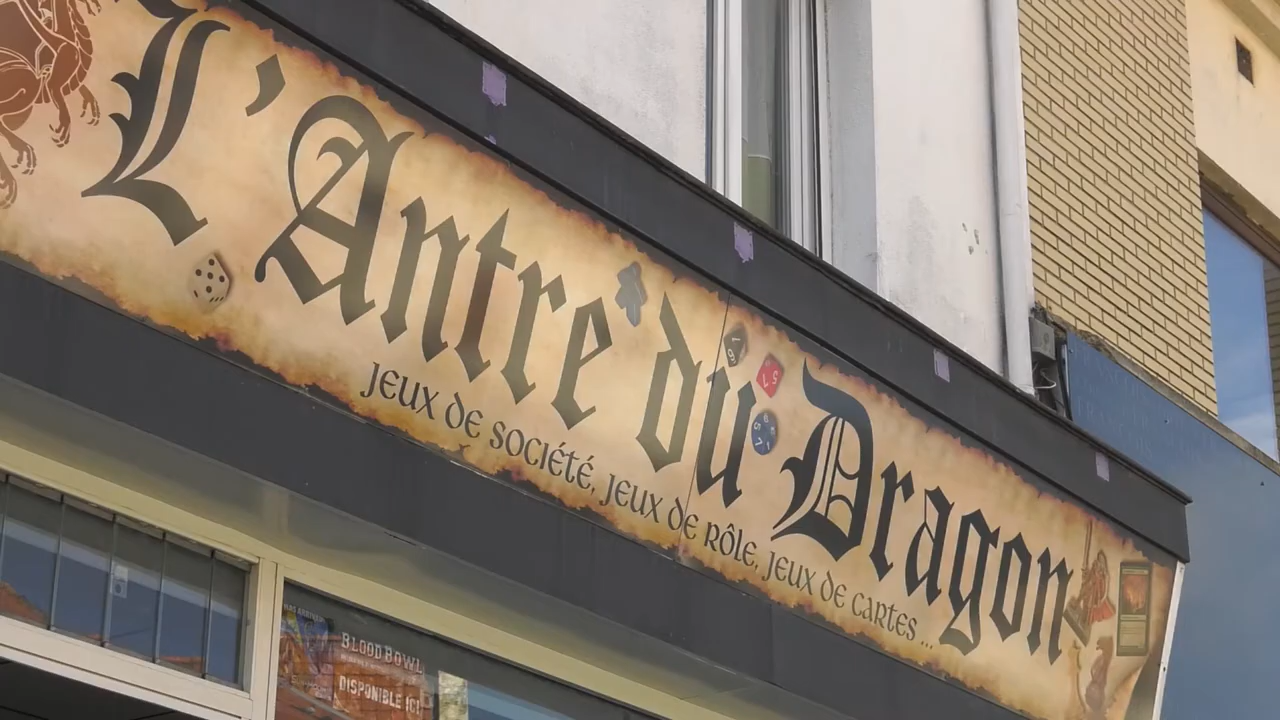 L'Antre du Dragon
JEUX DE SOCIÉTÉ, JEUX DE RÔLE, JEUX DE CARTES...
BLOOD BOWL
DISPONIBLE ICI